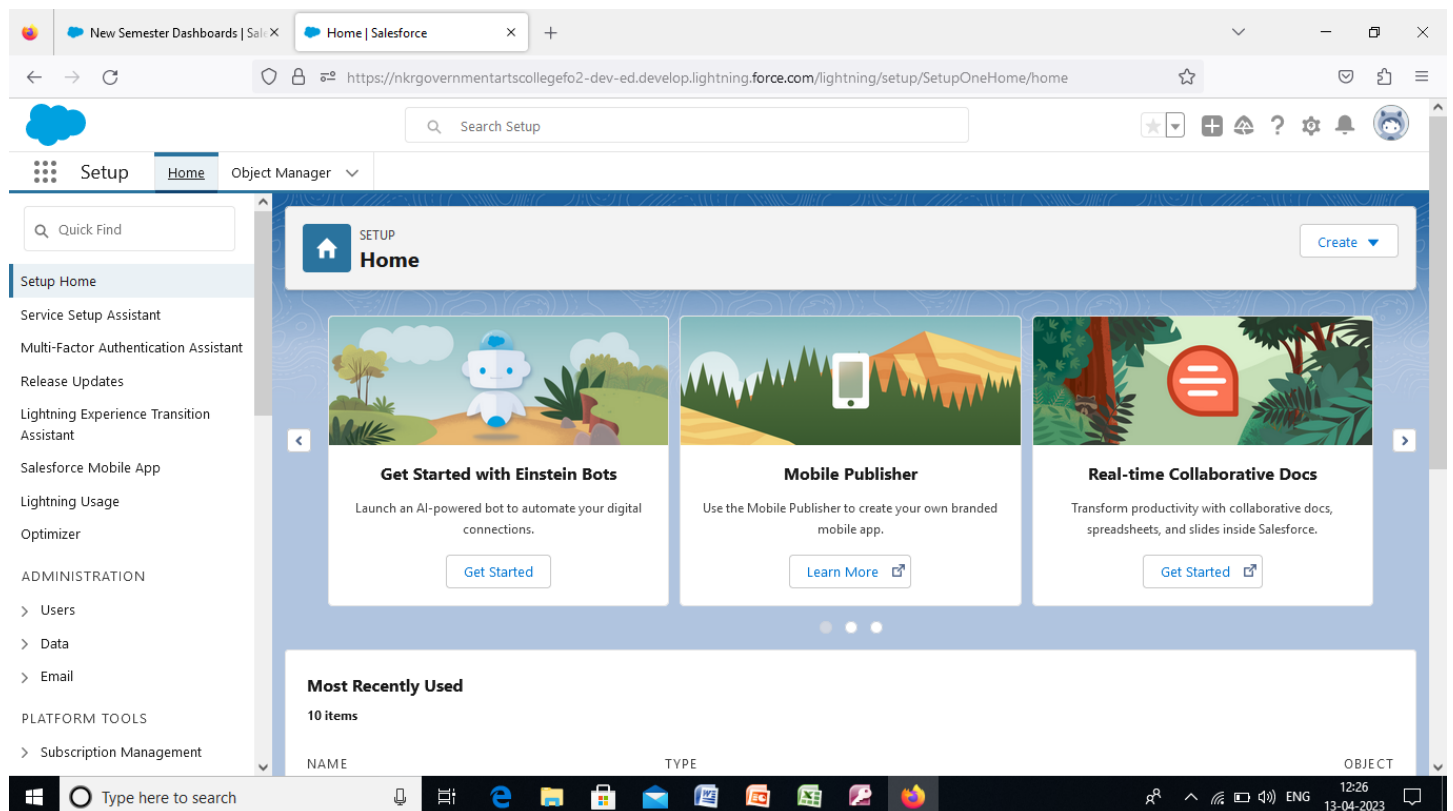 New Semester Dashboards | Sale
Home | Salesforce
https://nkrgovernmentartscollegefo2-dev-ed.develop.lightning.force.com/lightning/setup/SetupOneHome/home
Search Setup
Setup
Home
Object Manager
Quick Find
Setup Home
Service Setup Assistant
Multi-Factor Authentication Assistant
Release Updates
Lightning Experience Transition
Assistant
Salesforce Mobile App
Lightning Usage
Optimizer
ADMINISTRATION
Users
Data
Email
PLATFORM TOOLS
Subscription Management
SETUP
Home
Create
Get Started with Einstein Bots
Launch an AI-powered bot to automate your digital
connections.
Get Started
Mobile Publisher
Use the Mobile Publisher to create your own branded
mobile app.
Learn More
Real-time Collaborative Docs
Transform productivity with collaborative docs,
spreadsheets, and slides inside Salesforce.
Get Started
Most Recently Used
10 items
NAME TYPE OBJECT
Type here to search
ENG
12:26
13-04-2023